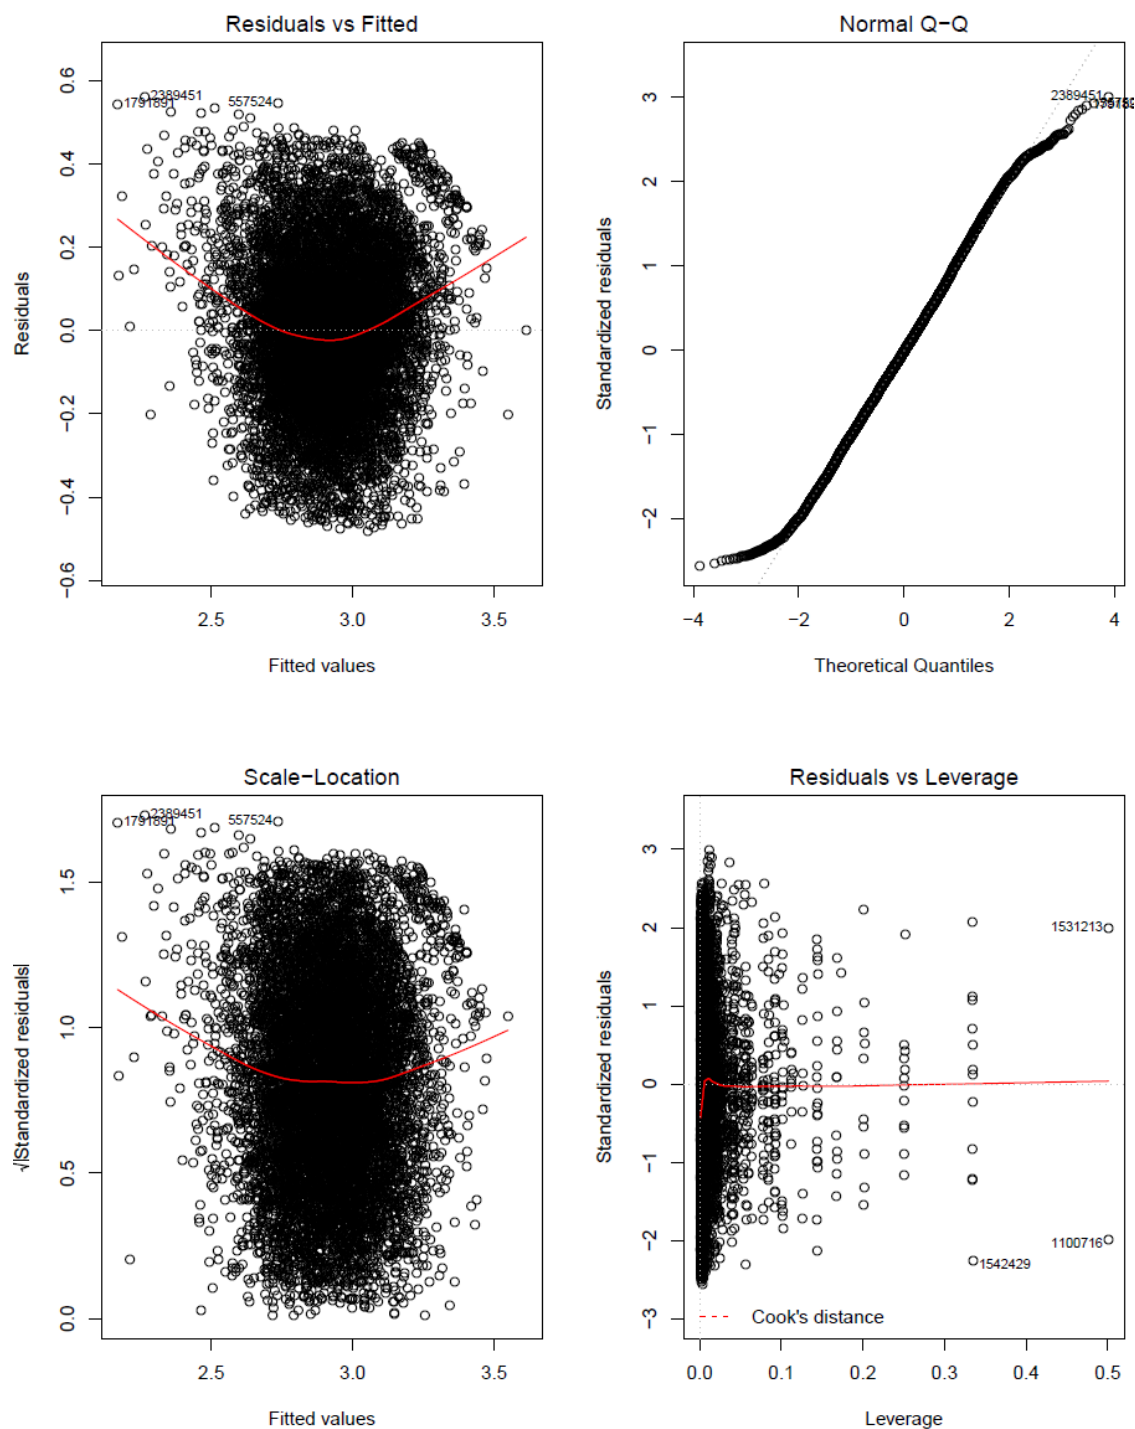 Residuals vs Fitted
Residuals
0.6
0.4
0.2
0.0
−0.2
−0.4
−0.6
2389451
1791891
557524
2.5 3.0 3.5
Fitted values
Normal Q−Q
Standardized residuals
3
2
1
0
−1
−2
2389451
−4 −2 0 2 4
Theoretical Quantiles
Scale−Location
√|Standardized residuals|
1.5
1.0
0.5
0.0
2389451
1791891
557524
2.5 3.0 3.5
Fitted values
Residuals vs Leverage
Standardized residuals
3
2
1
0
−1
−2
−3
1531213
1100716
1542429
Cook's distance
0.0 0.1 0.2 0.3 0.4 0.5
Leverage